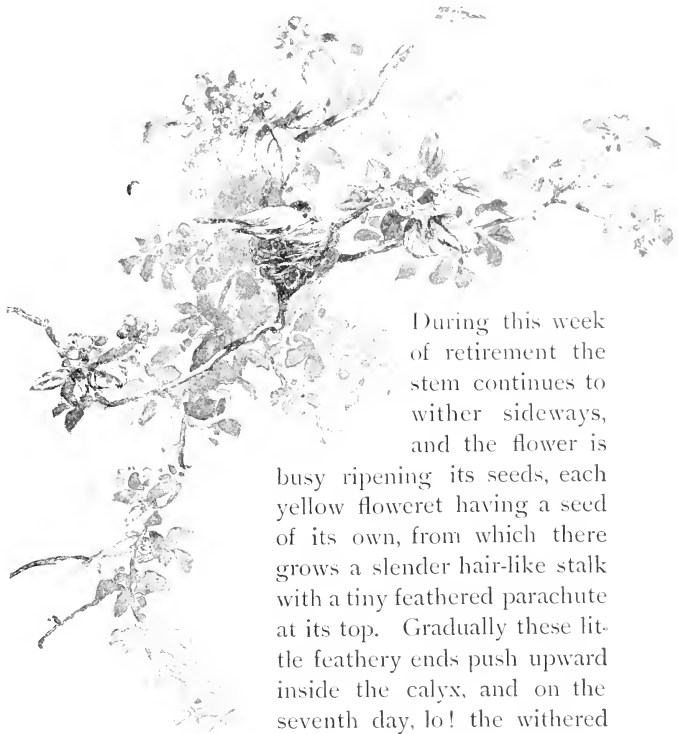 During this week
of retirement the
stem continues to
wither sideways,
and the flower is
busy ripening its seeds, each
yellow floweret having a seed
of its own, from which there
grows a slender hair-like stalk
with a tiny feathered parachute
at its top. Gradually these lit-
tle feathery ends push upward
inside the calyx, and on the
seventh day, lo! the withered